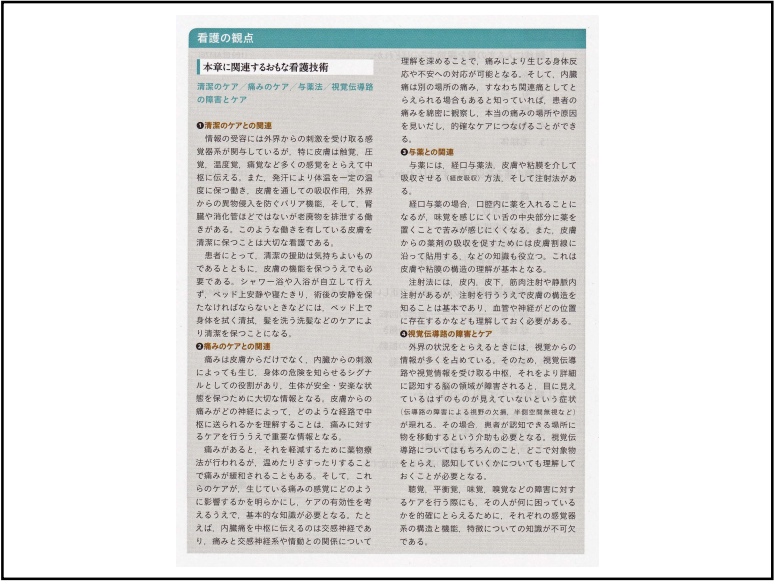 看護の観点
本章に関連するおもな看護技術
清潔のケア／痛みのケア／与薬法／視覚伝導路
の障害とケア
❶清潔のケアとの関連
情報の受容には外界からの刺激を受け取る感
覚器系が関与しているが，特に皮膚は触覚，圧
覚，温度覚，痛覚など多くの感覚をとらえて中
枢に伝える。また，発汗により体温を一定の温
度に保つ働き，皮膚を通しての吸収作用，外界
からの異物侵入を防ぐバリア機能，そして，腎
臓や消化管ほどではないが老廃物を排泄する働
きがある。このような働きを有している皮膚を
清潔に保つことは大切な看護である。
患者にとって，清潔の援助は気持ちよいもの
であるとともに，皮膚の機能を保つうえでも必
要である。シャワー浴や入浴が自立して行え
ず，ベッド上安静や寝たきり，術後の安静を保
たなければならないときなどには，ベッド上で
身体を拭く清拭，髪を洗う洗髪などのケアによ
り清潔を保つことになる。
❷痛みのケアとの関連
痛みは皮膚からだけでなく，内臓からの刺激
によっても生じ，身体の危険を知らせるシグナ
ルとしての役割があり，生体が安全・安楽な状
態を保つために大切な情報となる。皮膚からの
痛みがどの神経によって，どのような経路で中
枢に送られるかを理解することは，痛みに対す
るケアを行ううえで重要な情報となる。
痛みがあると，それを軽減するために薬物療
法が行われるが，温めたりさすったりすること
で痛みが緩和されることもある。そして，これ
らのケアが，生じている痛みの感覚にどのよう
に影響するかを明らかにし，ケアの有効性を考
えるうえで，基本的な知識が必要となる。たと
えば，内臓痛を中枢に伝えるのは交感神経であ
り，痛みと交感神経系や情動との関係について
理解を深めることで，痛みにより生じる身体反
応や不安への対応が可能となる。そして，内臓
痛は別の場所の痛み，すなわち関連痛としてと
らえられる場合もあると知っていれば，患者の
痛みを綿密に観察し，本当の痛みの場所や原因
を見いだし，的確なケアにつなげることができ
る。
❸与薬との関連
与薬には，経口与薬法，皮膚や粘膜を介して
吸収させる（経皮吸収）方法，そして注射法があ
る。
経口与薬の場合，口腔内に薬を入れることに
なるが，味覚を感じにくい舌の中央部分に薬を
置くことで苦みが感じにくくなる。また，皮膚
からの薬剤の吸収を促すためには皮膚割線に
沿って貼用する，などの知識も役立つ。これは
皮膚や粘膜の構造の理解が基本となる。
注射法には，皮内，皮下，筋肉注射や静脈内
注射があるが，注射を行ううえで皮膚の構造を
知ることは基本であり，血管や神経がどの位置
に存在するかなども理解しておく必要がある。
❹視覚伝導路の障害とケア
外界の状況をとらえるときには，視覚からの
情報が多くを占めている。そのため，視覚伝導
路や視覚情報を受け取る中枢，それをより詳細
に認知する脳の領域が障害されると，目に見え
ているはずのものが見えていないという症状
（伝導路の障害による視野の欠損，半側空間無視など）
が現れる。その場合，患者が認知できる場所に
物を移動するという介助も必要となる。視覚伝
導路についてはもちろんのこと，どこで対象物
をとらえ，認知していくかについても理解して
おくことが必要となる。
聴覚，平衡覚，味覚，嗅覚などの障害に対す
るケアを行う際にも，その人が何に困っている
かを的確にとらえるために，それぞれの感覚器
系の構造と機能，特徴についての知識が不可欠
である。